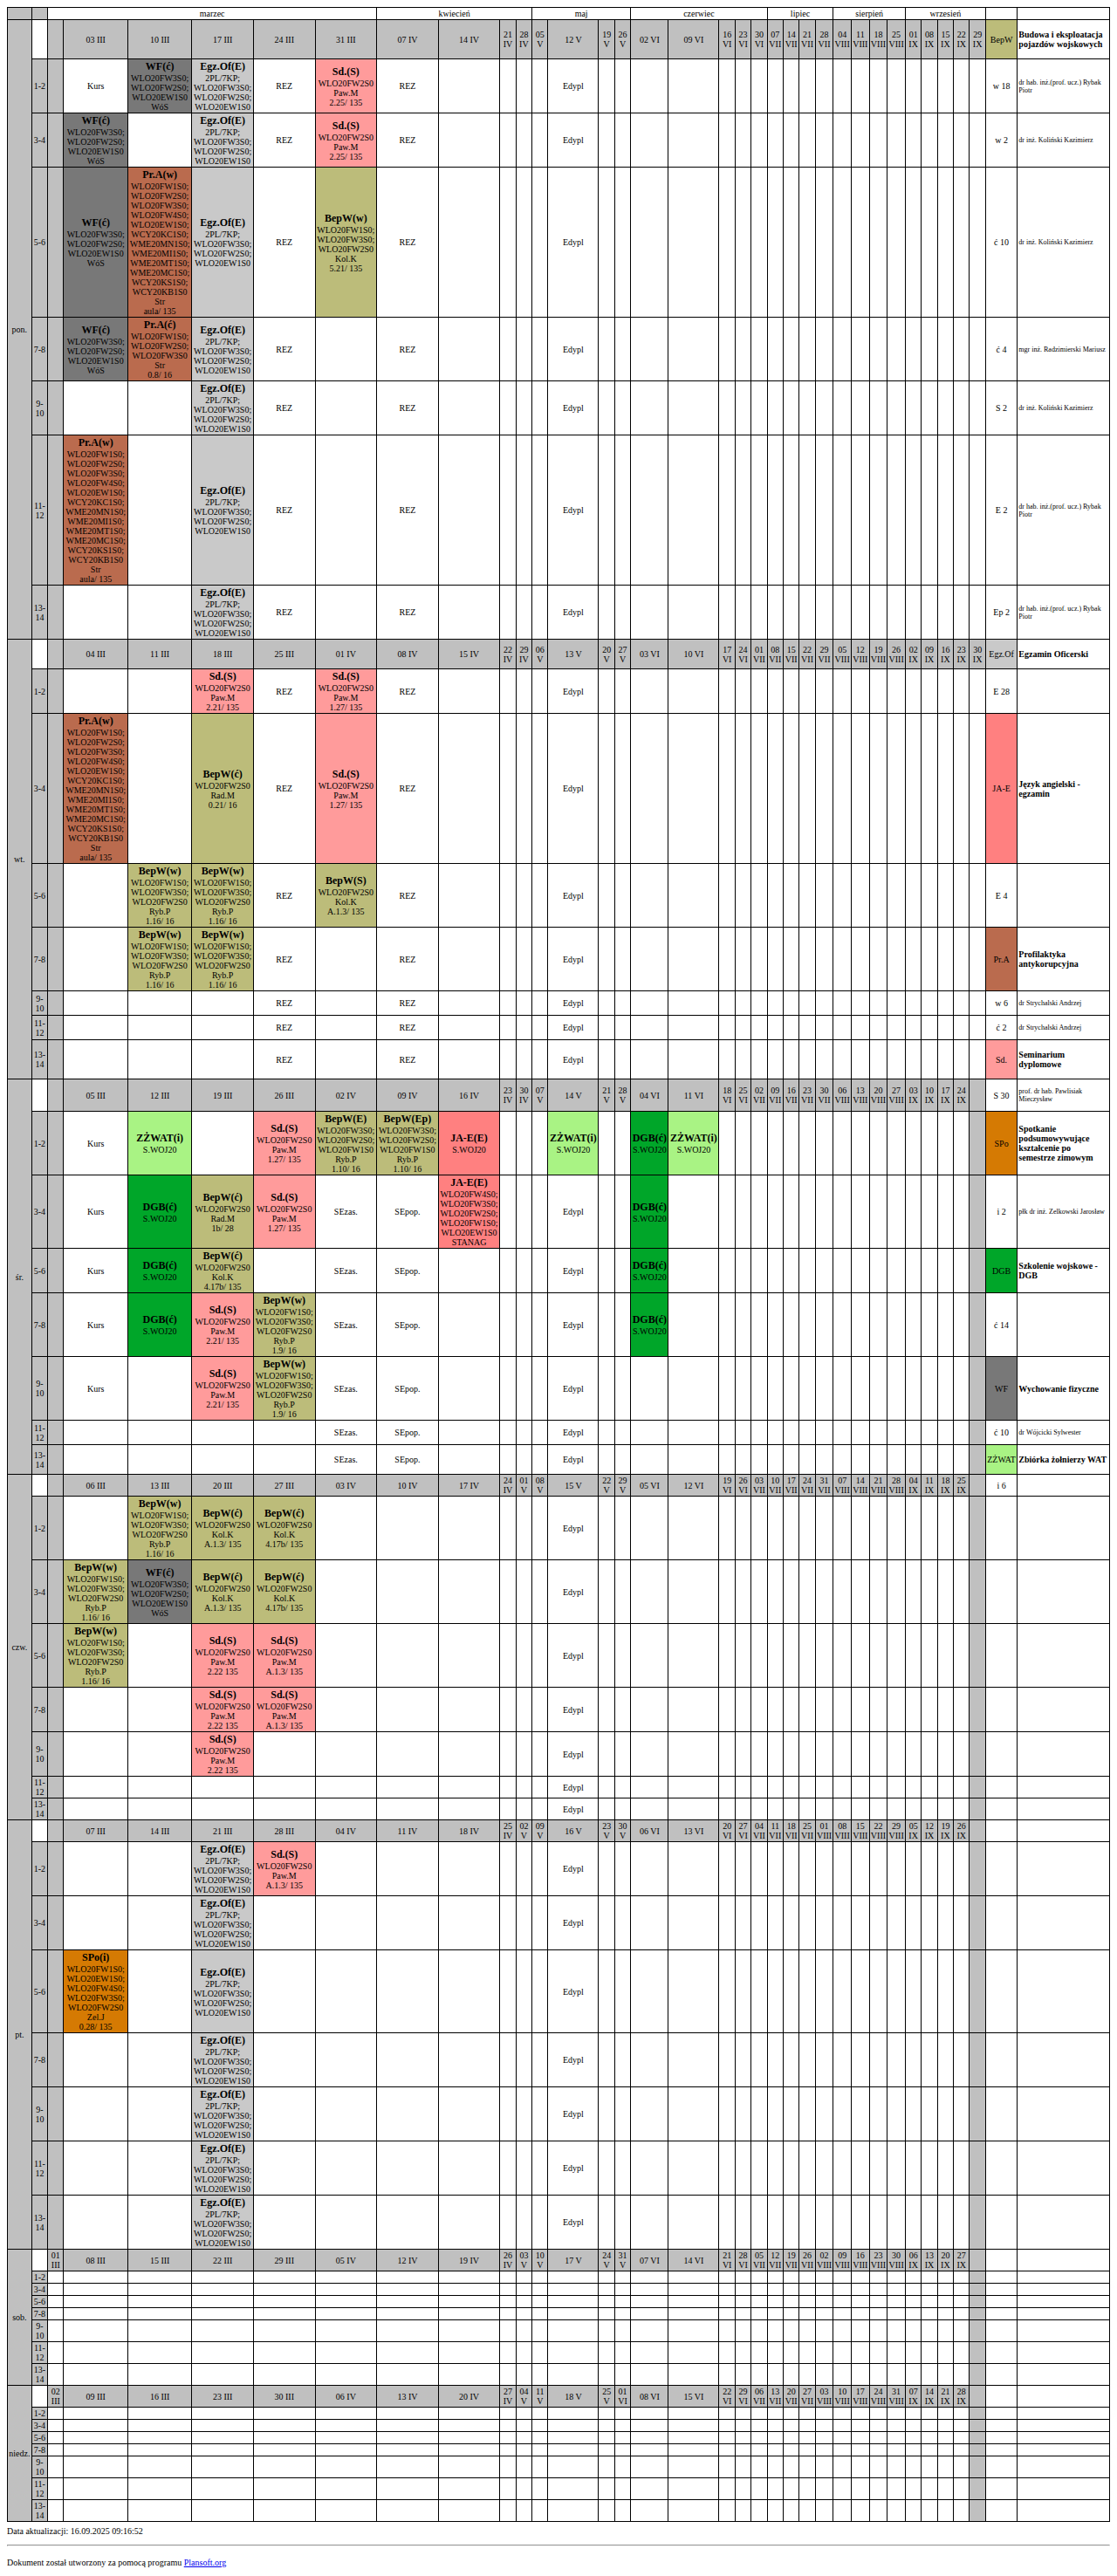 marzec kwiecień maj czerwiec lipiec sierpień wrzesień
pon.
03 III 10 III 17 III 24 III 31 III 07 IV 14 IV 21 IV 28 IV 05 V 12 V 19 V 26 V 02 VI 09 VI 16 VI 23 VI 30 VI 07 VII 14 VII 21 VII 28 VII 04 VIII 11 VIII 18 VIII 25 VIII 01 IX 08 IX 15 IX 22 IX 29 IX BepW Budowa i eksploatacja pojazdów wojskowych
1-2 Kurs
WF(ć) WLO20FW3S0; WLO20FW2S0; WLO20EW1S0 WóS
Egz.Of(E) 2PL/7KP; WLO20FW3S0; WLO20FW2S0; WLO20EW1S0
REZ
Sd.(S) WLO20FW2S0 Paw.M 2.25/ 135
REZ Edypl w 18 dr hab. inż.(prof. ucz.) Rybak Piotr
3-4
WF(ć) WLO20FW3S0; WLO20FW2S0; WLO20EW1S0 WóS
Egz.Of(E) 2PL/7KP; WLO20FW3S0; WLO20FW2S0; WLO20EW1S0
REZ
Sd.(S) WLO20FW2S0 Paw.M 2.25/ 135
REZ Edypl w 2 dr inż. Koliński Kazimierz
5-6
WF(ć) WLO20FW3S0; WLO20FW2S0; WLO20EW1S0 WóS
Pr.A(w) WLO20FW1S0; WLO20FW2S0; WLO20FW3S0; WLO20FW4S0; WLO20EW1S0; WCY20KC1S0; WME20MN1S0; WME20MI1S0; WME20MT1S0; WME20MC1S0; WCY20KS1S0; WCY20KB1S0 Str aula/ 135
Egz.Of(E) 2PL/7KP; WLO20FW3S0; WLO20FW2S0; WLO20EW1S0
REZ
BepW(w) WLO20FW1S0; WLO20FW3S0; WLO20FW2S0 Kol.K 5.21/ 135
REZ Edypl ć 10 dr inż. Koliński Kazimierz
7-8
WF(ć) WLO20FW3S0; WLO20FW2S0; WLO20EW1S0 WóS
Pr.A(ć) WLO20FW1S0; WLO20FW2S0; WLO20FW3S0 Str 0.8/ 16
Egz.Of(E) 2PL/7KP; WLO20FW3S0; WLO20FW2S0; WLO20EW1S0
REZ REZ Edypl ć 4 mgr inż. Radzimierski Mariusz
9-10
Egz.Of(E) 2PL/7KP; WLO20FW3S0; WLO20FW2S0; WLO20EW1S0
REZ REZ Edypl S 2 dr inż. Koliński Kazimierz
11-12
Pr.A(w) WLO20FW1S0; WLO20FW2S0; WLO20FW3S0; WLO20FW4S0; WLO20EW1S0; WCY20KC1S0; WME20MN1S0; WME20MI1S0; WME20MT1S0; WME20MC1S0; WCY20KS1S0; WCY20KB1S0 Str aula/ 135
Egz.Of(E) 2PL/7KP; WLO20FW3S0; WLO20FW2S0; WLO20EW1S0
REZ REZ Edypl E 2 dr hab. inż.(prof. ucz.) Rybak Piotr
13-14
Egz.Of(E) 2PL/7KP; WLO20FW3S0; WLO20FW2S0; WLO20EW1S0
REZ REZ Edypl Ep 2 dr hab. inż.(prof. ucz.) Rybak Piotr
wt.
04 III 11 III 18 III 25 III 01 IV 08 IV 15 IV 22 IV 29 IV 06 V 13 V 20 V 27 V 03 VI 10 VI 17 VI 24 VI 01 VII 08 VII 15 VII 22 VII 29 VII 05 VIII 12 VIII 19 VIII 26 VIII 02 IX 09 IX 16 IX 23 IX 30 IX Egz.Of Egzamin Oficerski
1-2
Sd.(S) WLO20FW2S0 Paw.M 2.21/ 135
REZ
Sd.(S) WLO20FW2S0 Paw.M 1.27/ 135
REZ Edypl E 28
3-4
Pr.A(w) WLO20FW1S0; WLO20FW2S0; WLO20FW3S0; WLO20FW4S0; WLO20EW1S0; WCY20KC1S0; WME20MN1S0; WME20MI1S0; WME20MT1S0; WME20MC1S0; WCY20KS1S0; WCY20KB1S0 Str aula/ 135
BepW(ć) WLO20FW2S0 Rad.M 0.21/ 16
REZ
Sd.(S) WLO20FW2S0 Paw.M 1.27/ 135
REZ Edypl JA-E Język angielski - egzamin
5-6
BepW(w) WLO20FW1S0; WLO20FW3S0; WLO20FW2S0 Ryb.P 1.16/ 16
BepW(w) WLO20FW1S0; WLO20FW3S0; WLO20FW2S0 Ryb.P 1.16/ 16
REZ
BepW(S) WLO20FW2S0 Kol.K A.1.3/ 135
REZ Edypl E 4
7-8
BepW(w) WLO20FW1S0; WLO20FW3S0; WLO20FW2S0 Ryb.P 1.16/ 16
BepW(w) WLO20FW1S0; WLO20FW3S0; WLO20FW2S0 Ryb.P 1.16/ 16
REZ REZ Edypl Pr.A Profilaktyka antykorupcyjna
9-10 REZ REZ Edypl w 6 dr Strychalski Andrzej
11-12 REZ REZ Edypl ć 2 dr Strychalski Andrzej
13-14 REZ REZ Edypl Sd. Seminarium dyplomowe
śr.
05 III 12 III 19 III 26 III 02 IV 09 IV 16 IV 23 IV 30 IV 07 V 14 V 21 V 28 V 04 VI 11 VI 18 VI 25 VI 02 VII 09 VII 16 VII 23 VII 30 VII 06 VIII 13 VIII 20 VIII 27 VIII 03 IX 10 IX 17 IX 24 IX S 30 prof. dr hab. Pawlisiak Mieczysław
1-2 Kurs
ZŻWAT(i) S.WOJ20
Sd.(S) WLO20FW2S0 Paw.M 1.27/ 135
BepW(E) WLO20FW3S0; WLO20FW2S0; WLO20FW1S0 Ryb.P 1.10/ 16
BepW(Ep) WLO20FW3S0; WLO20FW2S0; WLO20FW1S0 Ryb.P 1.10/ 16
JA-E(E) S.WOJ20
ZŻWAT(i) S.WOJ20
DGB(ć) S.WOJ20
ZŻWAT(i) S.WOJ20
SPo Spotkanie podsumowywujące kształcenie po semestrze zimowym
3-4 Kurs
DGB(ć) S.WOJ20
BepW(ć) WLO20FW2S0 Rad.M 1b/ 28
Sd.(S) WLO20FW2S0 Paw.M 1.27/ 135
SEzas. SEpop.
JA-E(E) WLO20FW4S0; WLO20FW3S0; WLO20FW2S0; WLO20FW1S0; WLO20EW1S0 STANAG
Edypl
DGB(ć) S.WOJ20
i 2 płk dr inż. Zelkowski Jarosław
5-6 Kurs
DGB(ć) S.WOJ20
BepW(ć) WLO20FW2S0 Kol.K 4.17b/ 135
SEzas. SEpop. Edypl
DGB(ć) S.WOJ20
DGB Szkolenie wojskowe - DGB
7-8 Kurs
DGB(ć) S.WOJ20
Sd.(S) WLO20FW2S0 Paw.M 2.21/ 135
BepW(w) WLO20FW1S0; WLO20FW3S0; WLO20FW2S0 Ryb.P 1.9/ 16
SEzas. SEpop. Edypl
DGB(ć) S.WOJ20
ć 14
9-10 Kurs
Sd.(S) WLO20FW2S0 Paw.M 2.21/ 135
BepW(w) WLO20FW1S0; WLO20FW3S0; WLO20FW2S0 Ryb.P 1.9/ 16
SEzas. SEpop. Edypl WF Wychowanie fizyczne
11-12 SEzas. SEpop. Edypl ć 10 dr Wójcicki Sylwester
13-14 SEzas. SEpop. Edypl ZŻWAT Zbiórka żołnierzy WAT
czw.
06 III 13 III 20 III 27 III 03 IV 10 IV 17 IV 24 IV 01 V 08 V 15 V 22 V 29 V 05 VI 12 VI 19 VI 26 VI 03 VII 10 VII 17 VII 24 VII 31 VII 07 VIII 14 VIII 21 VIII 28 VIII 04 IX 11 IX 18 IX 25 IX i 6
1-2
BepW(w) WLO20FW1S0; WLO20FW3S0; WLO20FW2S0 Ryb.P 1.16/ 16
BepW(ć) WLO20FW2S0 Kol.K A.1.3/ 135
BepW(ć) WLO20FW2S0 Kol.K 4.17b/ 135
Edypl
3-4
BepW(w) WLO20FW1S0; WLO20FW3S0; WLO20FW2S0 Ryb.P 1.16/ 16
WF(ć) WLO20FW3S0; WLO20FW2S0; WLO20EW1S0 WóS
BepW(ć) WLO20FW2S0 Kol.K A.1.3/ 135
BepW(ć) WLO20FW2S0 Kol.K 4.17b/ 135
Edypl
5-6
BepW(w) WLO20FW1S0; WLO20FW3S0; WLO20FW2S0 Ryb.P 1.16/ 16
Sd.(S) WLO20FW2S0 Paw.M 2.22 135
Sd.(S) WLO20FW2S0 Paw.M A.1.3/ 135
Edypl
7-8
Sd.(S) WLO20FW2S0 Paw.M 2.22 135
Sd.(S) WLO20FW2S0 Paw.M A.1.3/ 135
Edypl
9-10
Sd.(S) WLO20FW2S0 Paw.M 2.22 135
Edypl
11-12 Edypl
13-14 Edypl
pt.
07 III 14 III 21 III 28 III 04 IV 11 IV 18 IV 25 IV 02 V 09 V 16 V 23 V 30 V 06 VI 13 VI 20 VI 27 VI 04 VII 11 VII 18 VII 25 VII 01 VIII 08 VIII 15 VIII 22 VIII 29 VIII 05 IX 12 IX 19 IX 26 IX
1-2
Egz.Of(E) 2PL/7KP; WLO20FW3S0; WLO20FW2S0; WLO20EW1S0
Sd.(S) WLO20FW2S0 Paw.M A.1.3/ 135
Edypl
3-4
Egz.Of(E) 2PL/7KP; WLO20FW3S0; WLO20FW2S0; WLO20EW1S0
Edypl
5-6
SPo(i) WLO20FW1S0; WLO20EW1S0; WLO20FW4S0; WLO20FW3S0; WLO20FW2S0 Zel.J 0.28/ 135
Egz.Of(E) 2PL/7KP; WLO20FW3S0; WLO20FW2S0; WLO20EW1S0
Edypl
7-8
Egz.Of(E) 2PL/7KP; WLO20FW3S0; WLO20FW2S0; WLO20EW1S0
Edypl
9-10
Egz.Of(E) 2PL/7KP; WLO20FW3S0; WLO20FW2S0; WLO20EW1S0
Edypl
11-12
Egz.Of(E) 2PL/7KP; WLO20FW3S0; WLO20FW2S0; WLO20EW1S0
Edypl
13-14
Egz.Of(E) 2PL/7KP; WLO20FW3S0; WLO20FW2S0; WLO20EW1S0
Edypl
sob.
01 III 08 III 15 III 22 III 29 III 05 IV 12 IV 19 IV 26 IV 03 V 10 V 17 V 24 V 31 V 07 VI 14 VI 21 VI 28 VI 05 VII 12 VII 19 VII 26 VII 02 VIII 09 VIII 16 VIII 23 VIII 30 VIII 06 IX 13 IX 20 IX 27 IX
1-2
3-4
5-6
7-8
9-10
11-12
13-14
niedz
02 III 09 III 16 III 23 III 30 III 06 IV 13 IV 20 IV 27 IV 04 V 11 V 18 V 25 V 01 VI 08 VI 15 VI 22 VI 29 VI 06 VII 13 VII 20 VII 27 VII 03 VIII 10 VIII 17 VIII 24 VIII 31 VIII 07 IX 14 IX 21 IX 28 IX
1-2
3-4
5-6
7-8
9-10
11-12
13-14
Data aktualizacji: 16.09.2025 09:16:52
Dokument został utworzony za pomocą programu Plansoft.org